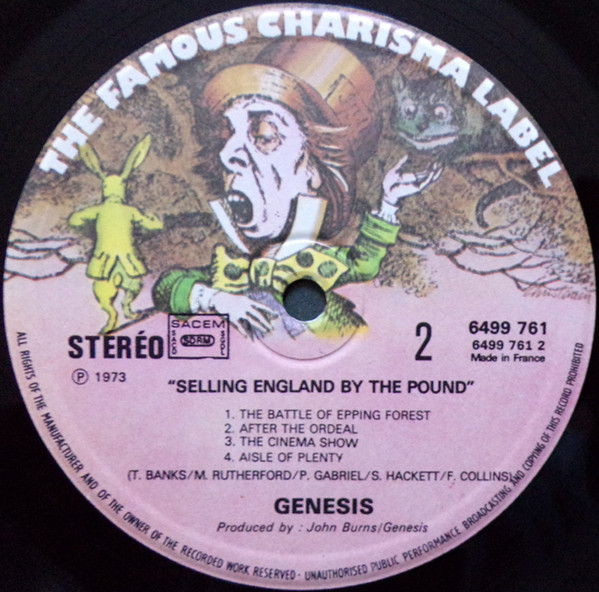 THE FAMOUS CHARISMA LABEL
STERÉO
SACEM
SACD
SDRM
SGDL
2
6499 761
6499 761 2
Made in France
Ⓟ 1973
"SELLING ENGLAND BY THE POUND"
1. THE BATTLE OF EPPING FOREST
2. AFTER THE ORDEAL
3. THE CINEMA SHOW
4. AISLE OF PLENTY
(T. BANKS/M. RUTHERFORD/P. GABRIEL/S. HACKETT/F. COLLINS)
GENESIS
Produced by : John Burns/Genesis
ALL RIGHTS OF THE MANUFACTURER AND OF THE OWNER OF THE RECORDED WORK RESERVED - UNAUTHORISED PUBLIC PERFORMANCE BROADCASTING AND COPYING OF THIS RECORD PROHIBITED